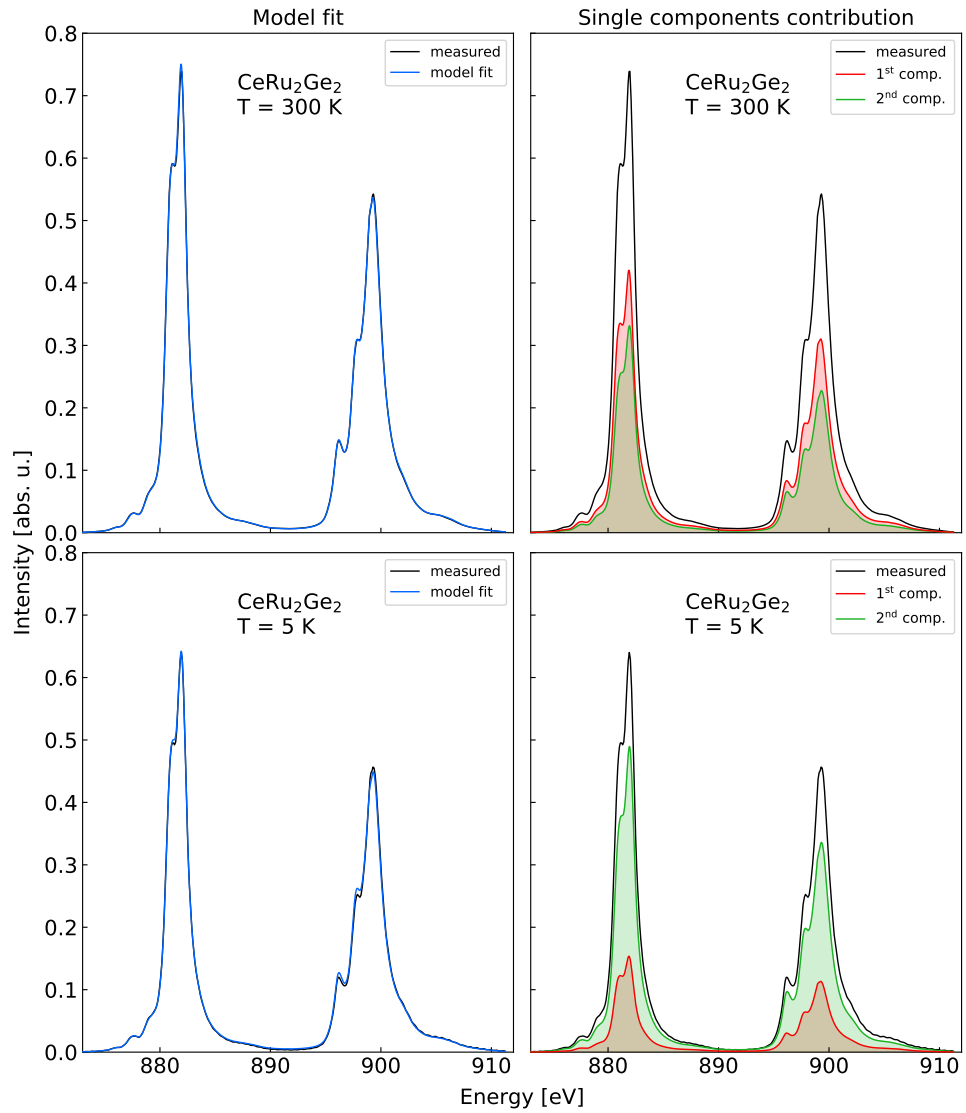 Model fit
Single components contribution
0.8
0.7
0.6
0.5
0.4
0.3
0.2
0.1
0.0
CeRu₂Ge₂
T = 300 K
measured
model fit
CeRu₂Ge₂
T = 300 K
measured
1ˢᵗ comp.
2ⁿᵈ comp.
Intensity [abs. u.]
0.8
0.7
0.6
0.5
0.4
0.3
0.2
0.1
0.0
CeRu₂Ge₂
T = 5 K
measured
model fit
880
890
900
CeRu₂Ge₂
T = 5 K
measured
1ˢᵗ comp.
2ⁿᵈ comp.
880
890
900
910
Energy [eV]